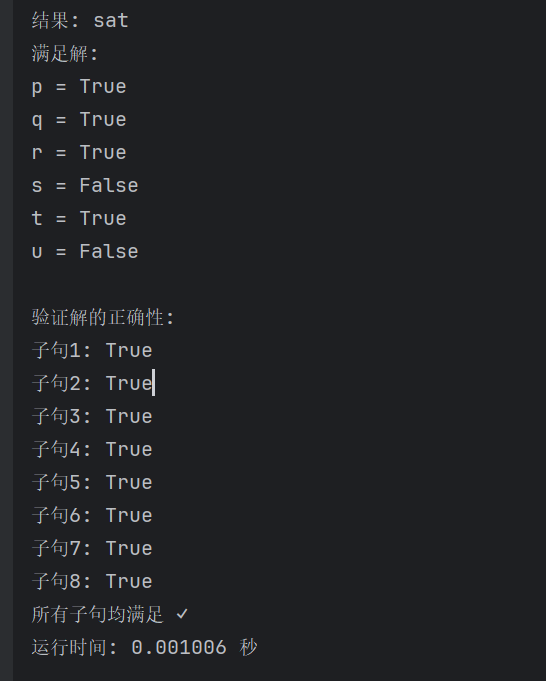 结果: sat
满足解:
p = True
q = True
r = True
s = False
t = True
u = False
验证解的正确性:
子句1: True
子句2: True
子句3: True
子句4: True
子句5: True
子句6: True
子句7: True
子句8: True
所有子句均满足 ✓
运行时间: 0.001006 秒